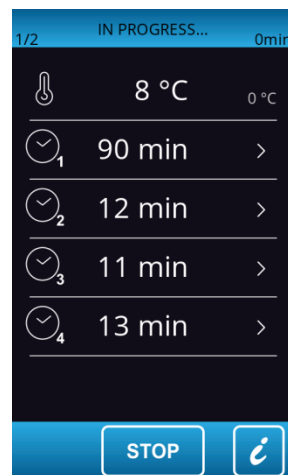 IN PROGRESS...
1/2
0min
8 °C
0 °C
1
90 min
2
12 min
3
11 min
4
13 min
STOP
i